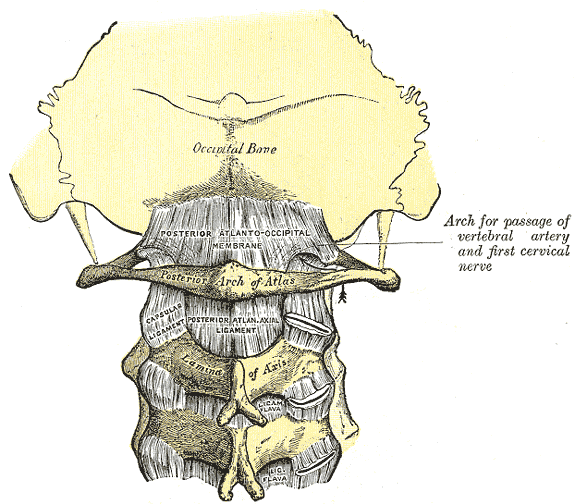 Occipital Bone
POSTERIOR ATLANTO-OCCIPITAL
MEMBRANE
Arch for passage of
vertebral artery
and first cervical
nerve
Posterior Arch of Atlas
CAPSULAR
LIGAMENT
POSTERIOR ATLAN.AXIAL
LIGAMENT
Lamina of Axis
LIGAM.
FLAVA
LIG.
FLAVA